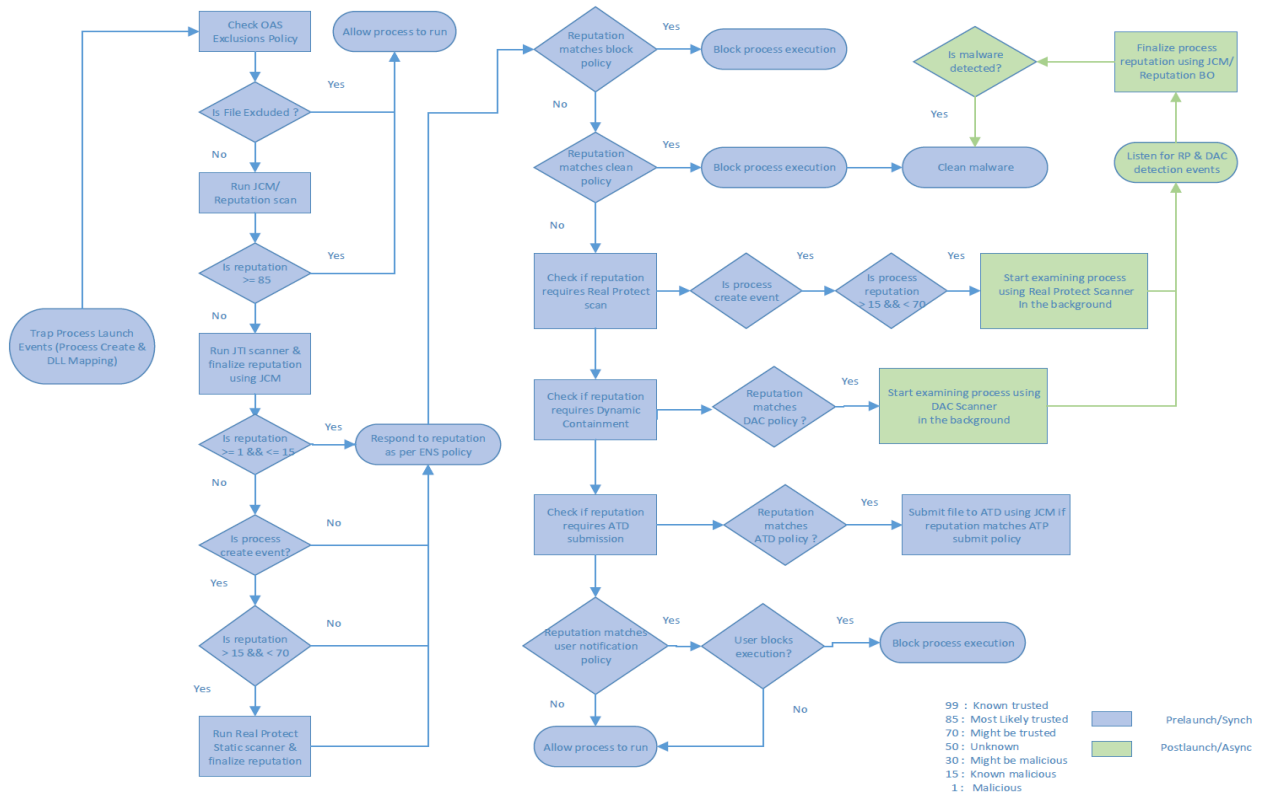 Trap Process Launch
Events (Process Create &
DLL Mapping)
Check OAS
Exclusions Policy
Allow process to run
Is File Excluded ?
Yes
No
Run JCM/
Reputation scan
Is reputation
>= 85
Yes
No
Run JTI scanner &
finalize reputation
using JCM
Is reputation
>= 1 && <= 15
Yes
Respond to reputation
as per ENS policy
No
Is process
create event?
No
Yes
Is reputation
> 15 && < 70
No
Yes
Run Real Protect
Static scanner &
finalize reputation
Reputation
matches block
policy
Yes
Block process execution
No
Reputation
matches clean
policy
Yes
Block process execution
Clean malware
No
Check if reputation
requires Real Protect
scan
Is process
create event
Yes
Is process
reputation
> 15 && < 70
Yes
Start examining process
using Real Protect Scanner
In the background
Check if reputation
requires Dynamic
Containment
Reputation
matches
DAC policy ?
Yes
Start examining process using
DAC Scanner
in the background
Check if reputation
requires ATD
submission
Reputation
matches
ATD policy ?
Yes
Submit file to ATD using JCM if
reputation matches ATP
submit policy
Reputation matches
user notification
policy
Yes
User blocks
execution?
Yes
Block process execution
No
No
Allow process to run
Is malware
detected?
Yes
Finalize process
reputation using JCM/
Reputation BO
Listen for RP & DAC
detection events
99 : Known trusted
85 : Most Likely trusted
70 : Might be trusted
50 : Unknown
30 : Might be malicious
15 : Known malicious
1 : Malicious
Prelaunch/Synch
Postlaunch/Async